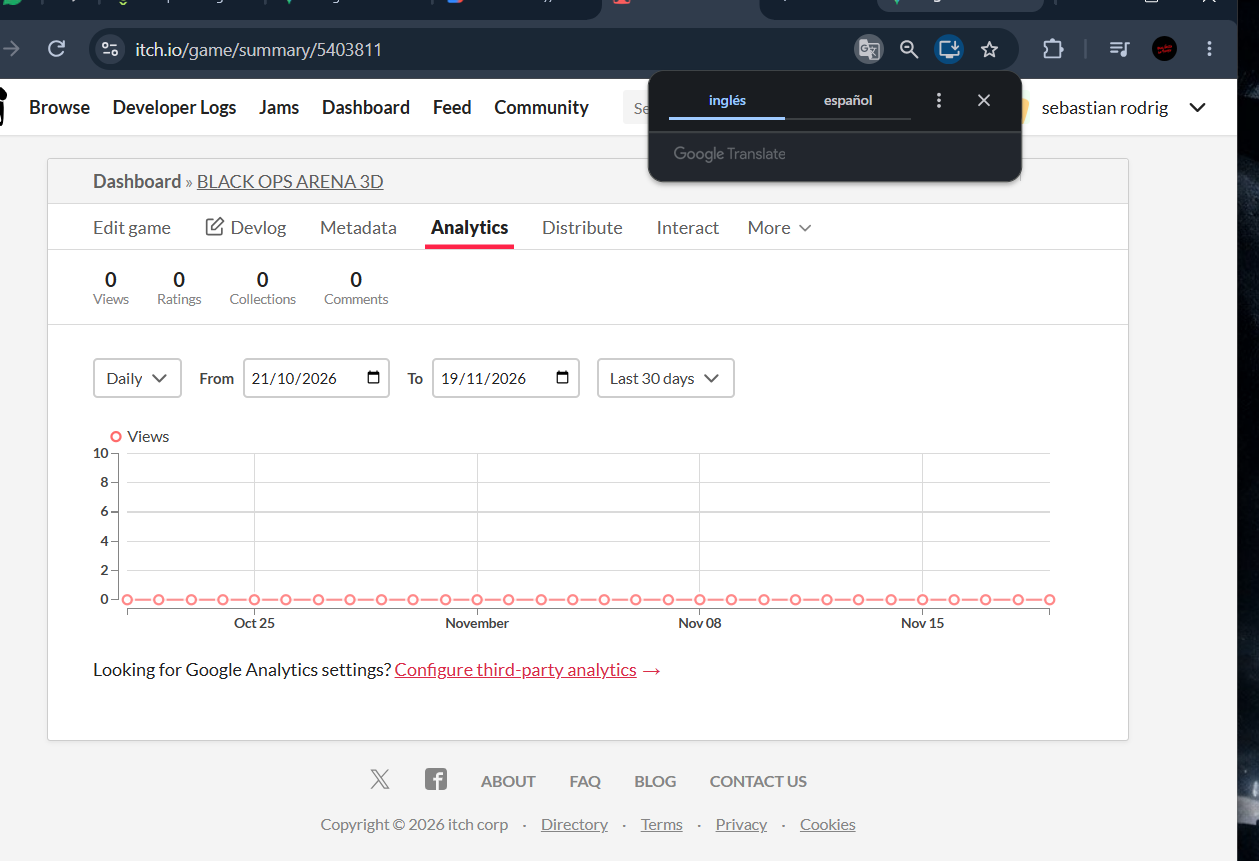 itch.io/game/summary/5403811
inglés español
Google Translate
Browse Developer Logs Jams Dashboard Feed Community Se sebastian rodrig
Dashboard » BLACK OPS ARENA 3D
Edit game Devlog Metadata Analytics Distribute Interact More
0 0 0 0
Views Ratings Collections Comments
Daily From 21/10/2026 To 19/11/2026 Last 30 days
Views
10
8
6
4
2
0
Oct 25 November Nov 08 Nov 15
Looking for Google Analytics settings? Configure third-party analytics →
ABOUT FAQ BLOG CONTACT US
Copyright © 2026 itch corp · Directory · Terms · Privacy · Cookies